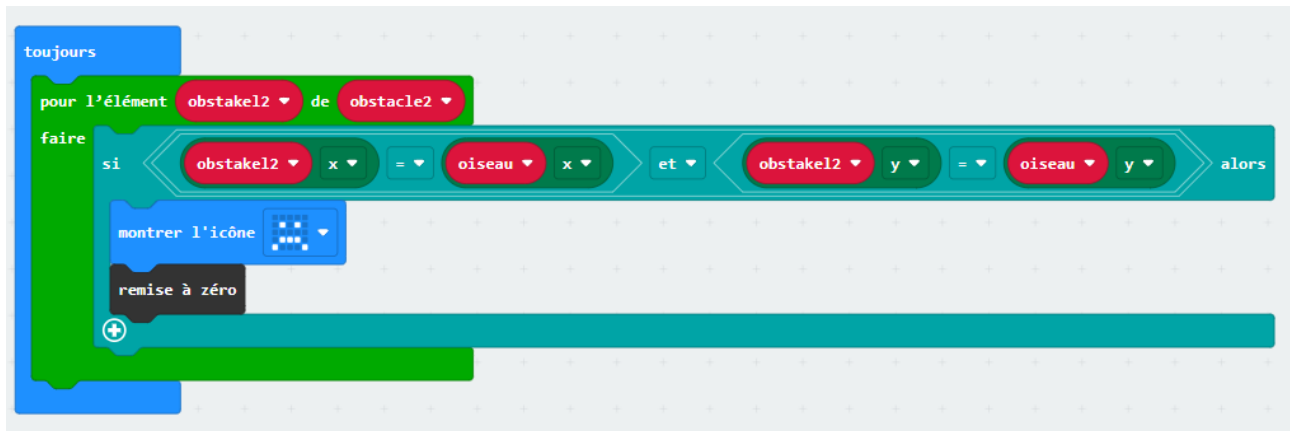 toujours
pour l’élément obstakel2 de obstacle2
faire
si obstakel2 x = oiseau x et obstakel2 y = oiseau y alors
montrer l'icône
remise à zéro